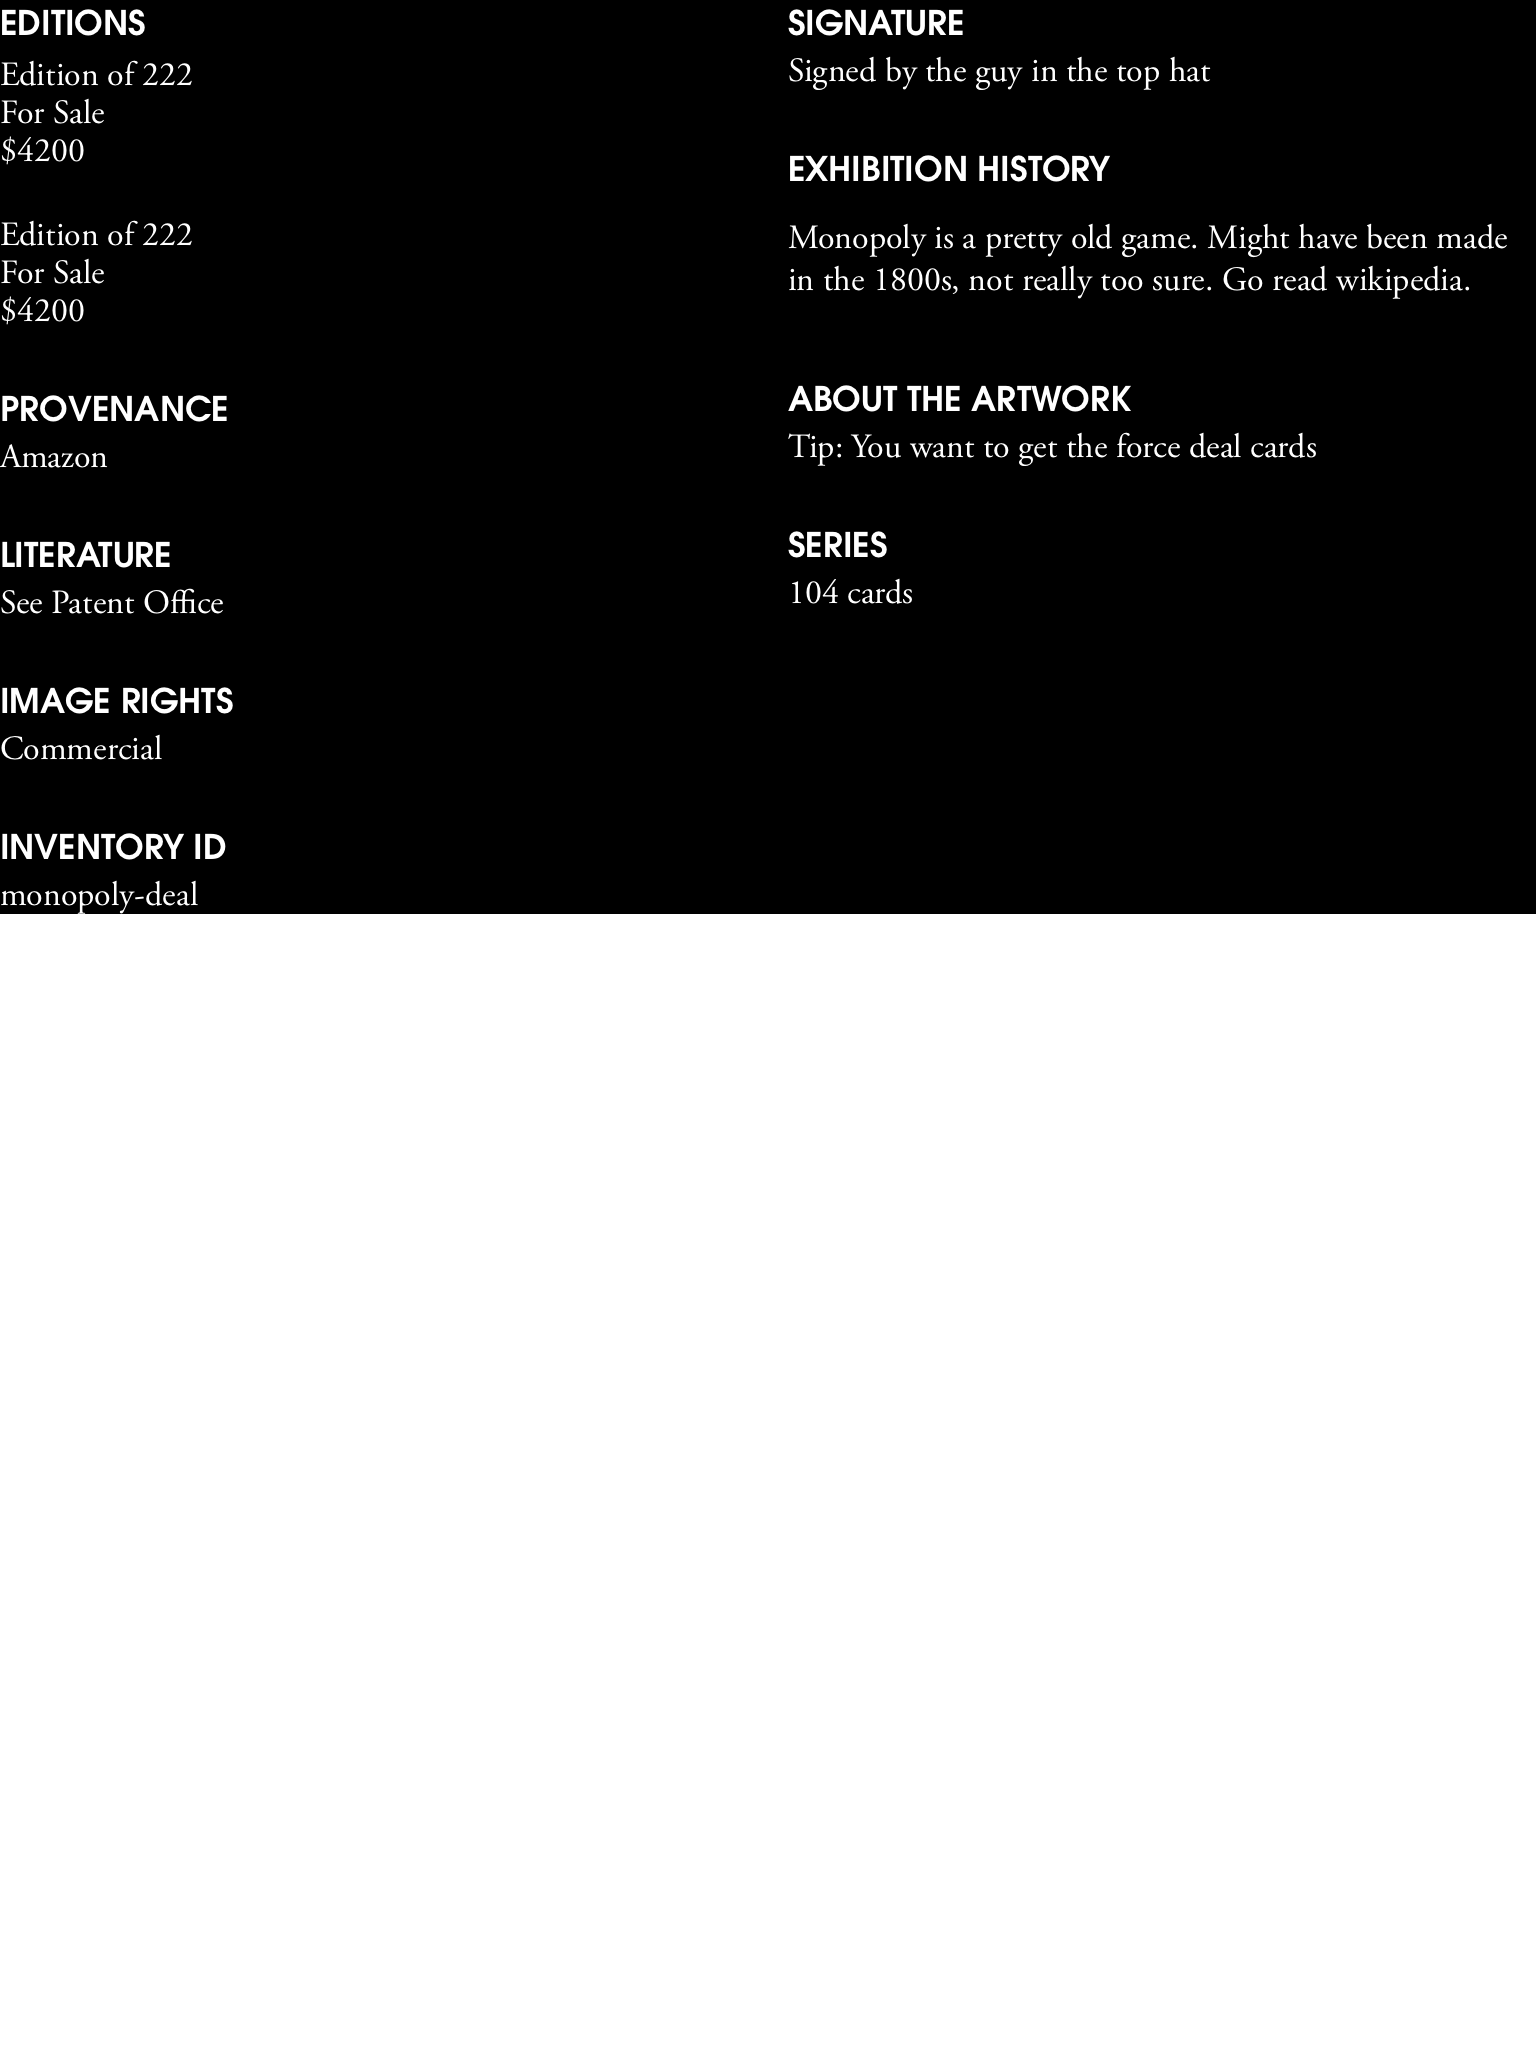 EDITIONS
Edition of 222
For Sale
$4200
Edition of 222
For Sale
$4200
PROVENANCE
Amazon
LITERATURE
See Patent Office
IMAGE RIGHTS
Commercial
INVENTORY ID
monopoly-deal
SIGNATURE
Signed by the guy in the top hat
EXHIBITION HISTORY
Monopoly is a pretty old game. Might have been made
in the 1800s, not really too sure. Go read wikipedia.
ABOUT THE ARTWORK
Tip: You want to get the force deal cards
SERIES
104 cards